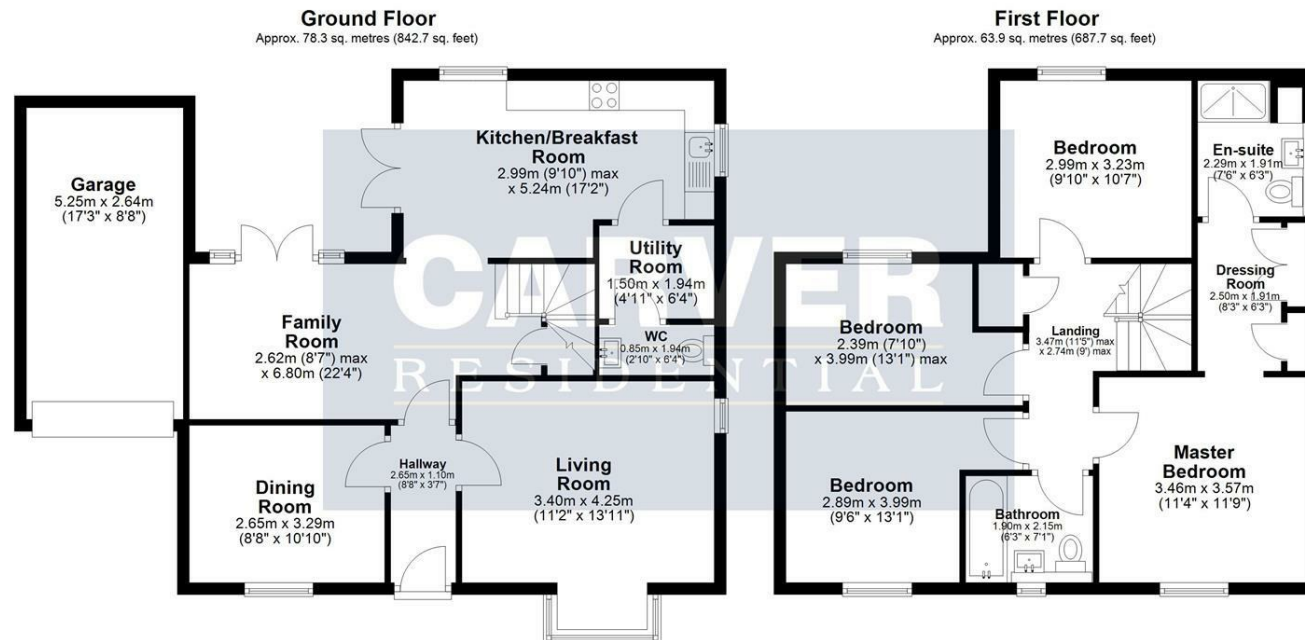 Ground Floor
Approx. 78.3 sq. metres (842.7 sq. feet)
Garage
5.25m x 2.64m
(17'3" x 8'8")
Kitchen/Breakfast
Room
2.99m (9'10") max
x 5.24m (17'2")
Utility
Room
1.50m x 1.94m
(4'11" x 6'4")
Family
Room
2.62m (8'7") max
x 6.80m (22'4")
WC
0.85m x 1.94m
(2'10" x 6'4")
Hallway
2.65m x 1.10m
(8'8" x 3'7")
Dining
Room
2.65m x 3.29m
(8'8" x 10'10")
Living
Room
3.40m x 4.25m
(11'2" x 13'11")
First Floor
Approx. 63.9 sq. metres (687.7 sq. feet)
Bedroom
2.99m x 3.23m
(9'10" x 10'7")
En-suite
2.29m x 1.91m
(7'6" x 6'3")
Dressing
Room
2.50m x 1.91m
(8'3" x 6'3")
Bedroom
2.39m (7'10")
x 3.99m (13'1") max
Landing
3.47m (11'5") max
x 2.74m (9') max
Bedroom
2.89m x 3.99m
(9'6" x 13'1")
Bathroom
1.90m x 2.15m
(6'3" x 7'1")
Master
Bedroom
3.46m x 3.57m
(11'4" x 11'9")
CARVER
RESIDENTIAL